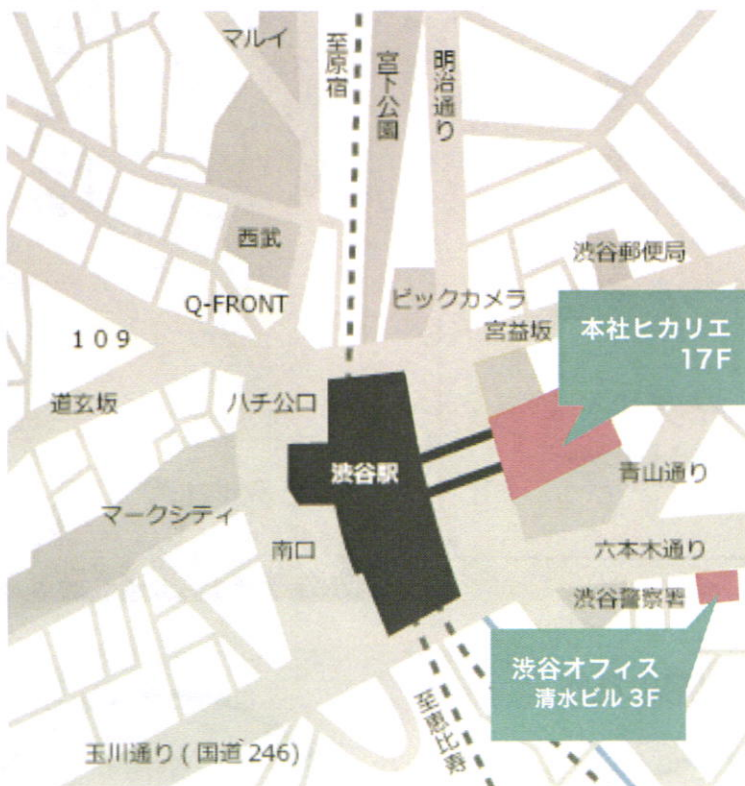 マルイ
至原宿
宮下公園
明治通り
西武
渋谷郵便局
Q-FRONT
ビックカメラ
宮益坂
本社ヒカリエ
17F
109
道玄坂
ハチ公口
渋谷駅
青山通り
マークシティ
南口
六本木通り
渋谷警察署
渋谷オフィス
清水ビル 3F
至恵比寿
玉川通り ( 国道 246)